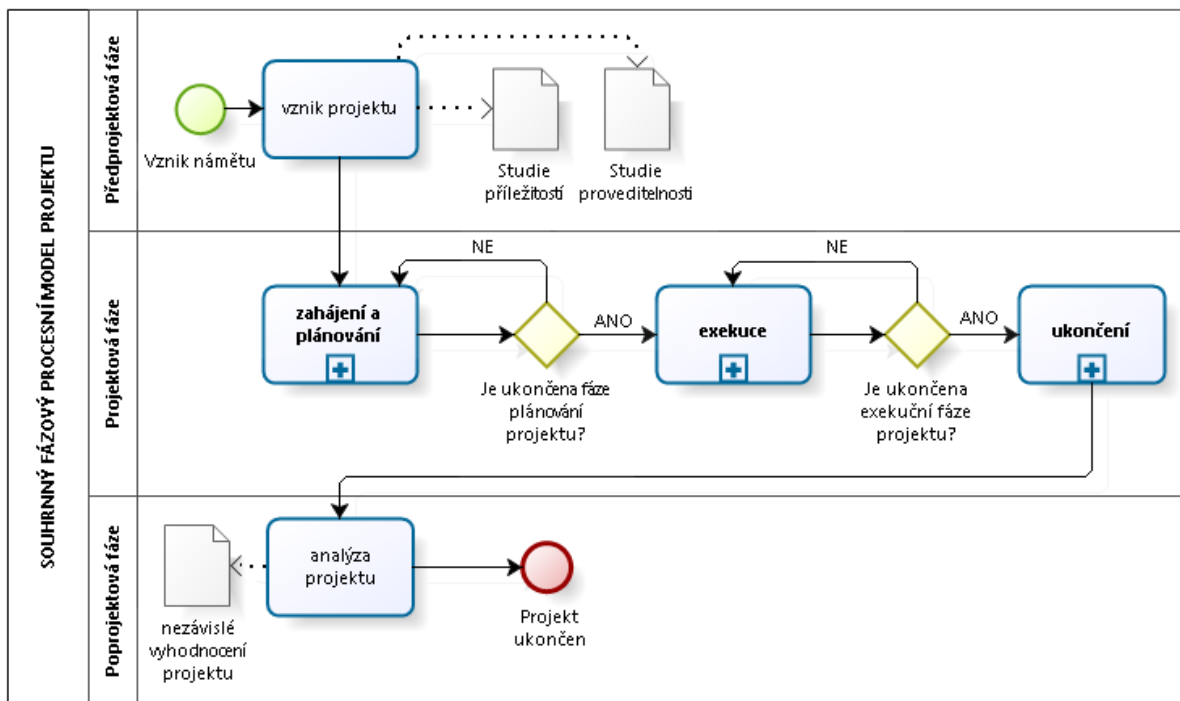 SOUHRNNÝ FÁZOVÝ PROCESNÍ MODEL PROJEKTU
Předprojektová fáze
Vznik námětu
vznik projektu
Studie
příležitostí
Studie
proveditelnosti
Projektová fáze
zahájení a
plánování
NE
Je ukončena fáze
plánování
projektu?
ANO
exekuce
NE
Je ukončena
exekuční fáze
projektu?
ANO
ukončení
Poprojektová fáze
nezávislé
vyhodnocení
projektu
analýza
projektu
Projekt
ukončen